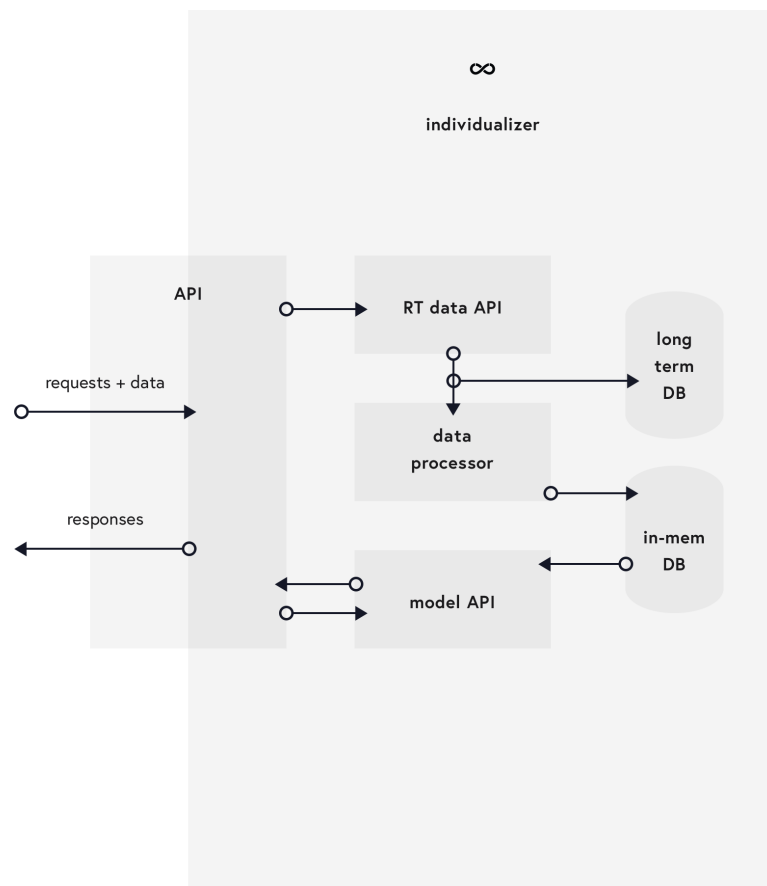 individualizer
API
RT data API
long
term
DB
requests + data
data
processor
responses
in-mem
DB
model API